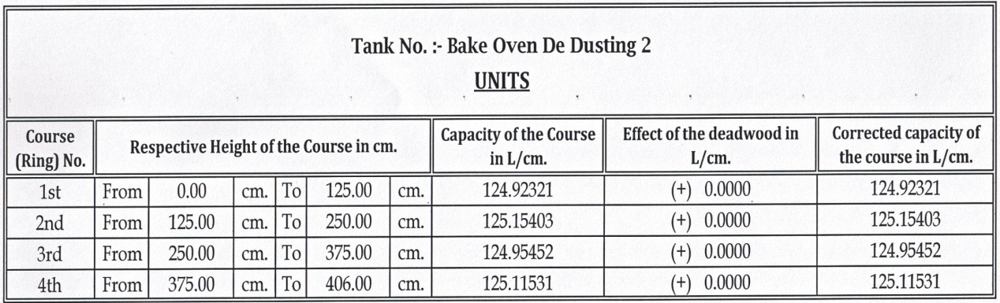 Tank No. :- Bake Oven De Dusting 2
UNITS
Course (Ring) No. Respective Height of the Course in cm. Capacity of the Course in L/cm. Effect of the deadwood in L/cm. Corrected capacity of the course in L/cm.
1st From 0.00 cm. To 125.00 cm. 124.92321 (+) 0.0000 124.92321
2nd From 125.00 cm. To 250.00 cm. 125.15403 (+) 0.0000 125.15403
3rd From 250.00 cm. To 375.00 cm. 124.95452 (+) 0.0000 124.95452
4th From 375.00 cm. To 406.00 cm. 125.11531 (+) 0.0000 125.11531